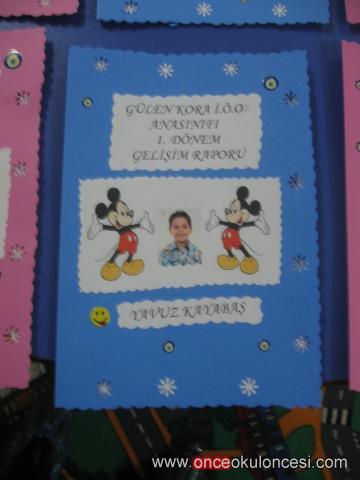 GÜLEN KORA İ.Ö.O
ANASINIFI
1. DÖNEM
GELİŞİM RAPORU
YAVUZ KAYABAŞ
www.onceokuloncesi.com